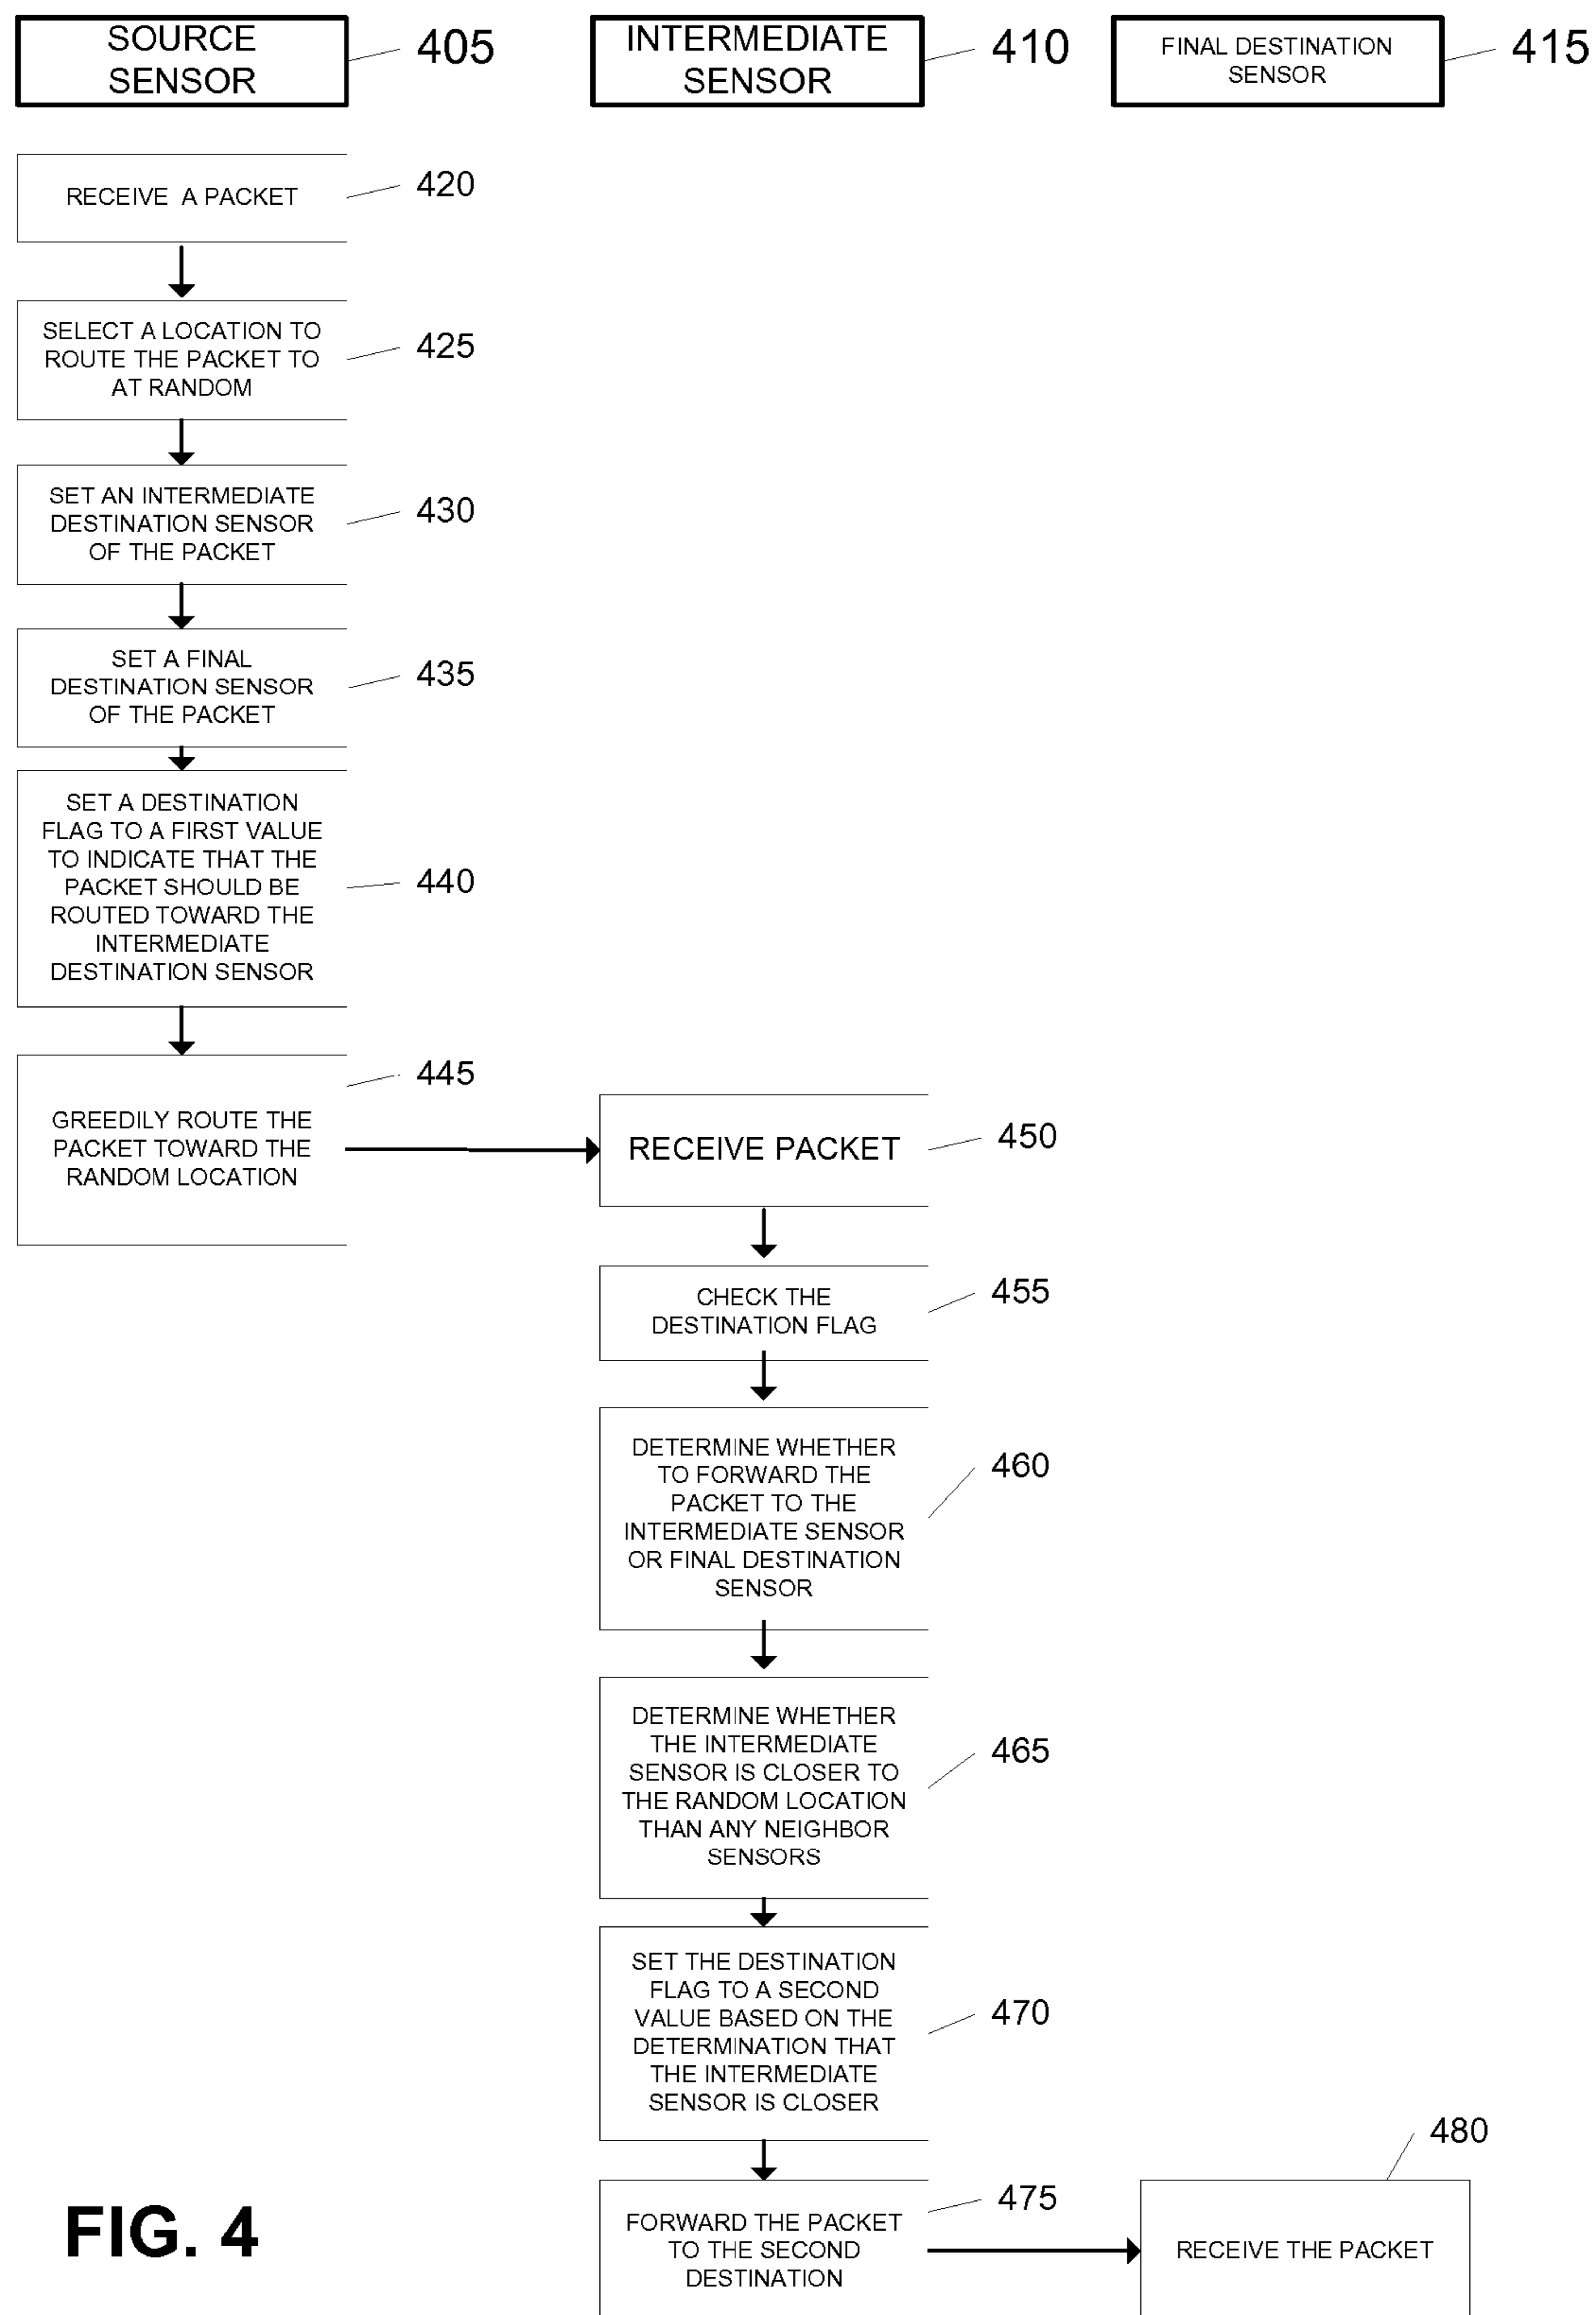 SOURCE
SENSOR
405
INTERMEDIATE
SENSOR
410
FINAL DESTINATION
SENSOR
415
RECEIVE A PACKET
420
SELECT A LOCATION TO
ROUTE THE PACKET TO
AT RANDOM
425
SET AN INTERMEDIATE
DESTINATION SENSOR
OF THE PACKET
430
SET A FINAL
DESTINATION SENSOR
OF THE PACKET
435
SET A DESTINATION
FLAG TO A FIRST VALUE
TO INDICATE THAT THE
PACKET SHOULD BE
ROUTED TOWARD THE
INTERMEDIATE
DESTINATION SENSOR
440
GREEDILY ROUTE THE
PACKET TOWARD THE
RANDOM LOCATION
445
RECEIVE PACKET
450
CHECK THE
DESTINATION FLAG
455
DETERMINE WHETHER
TO FORWARD THE
PACKET TO THE
INTERMEDIATE SENSOR
OR FINAL DESTINATION
SENSOR
460
DETERMINE WHETHER
THE INTERMEDIATE
SENSOR IS CLOSER TO
THE RANDOM LOCATION
THAN ANY NEIGHBOR
SENSORS
465
SET THE DESTINATION
FLAG TO A SECOND
VALUE BASED ON THE
DETERMINATION THAT
THE INTERMEDIATE
SENSOR IS CLOSER
470
FORWARD THE PACKET
TO THE SECOND
DESTINATION
475
RECEIVE THE PACKET
480
FIG. 4